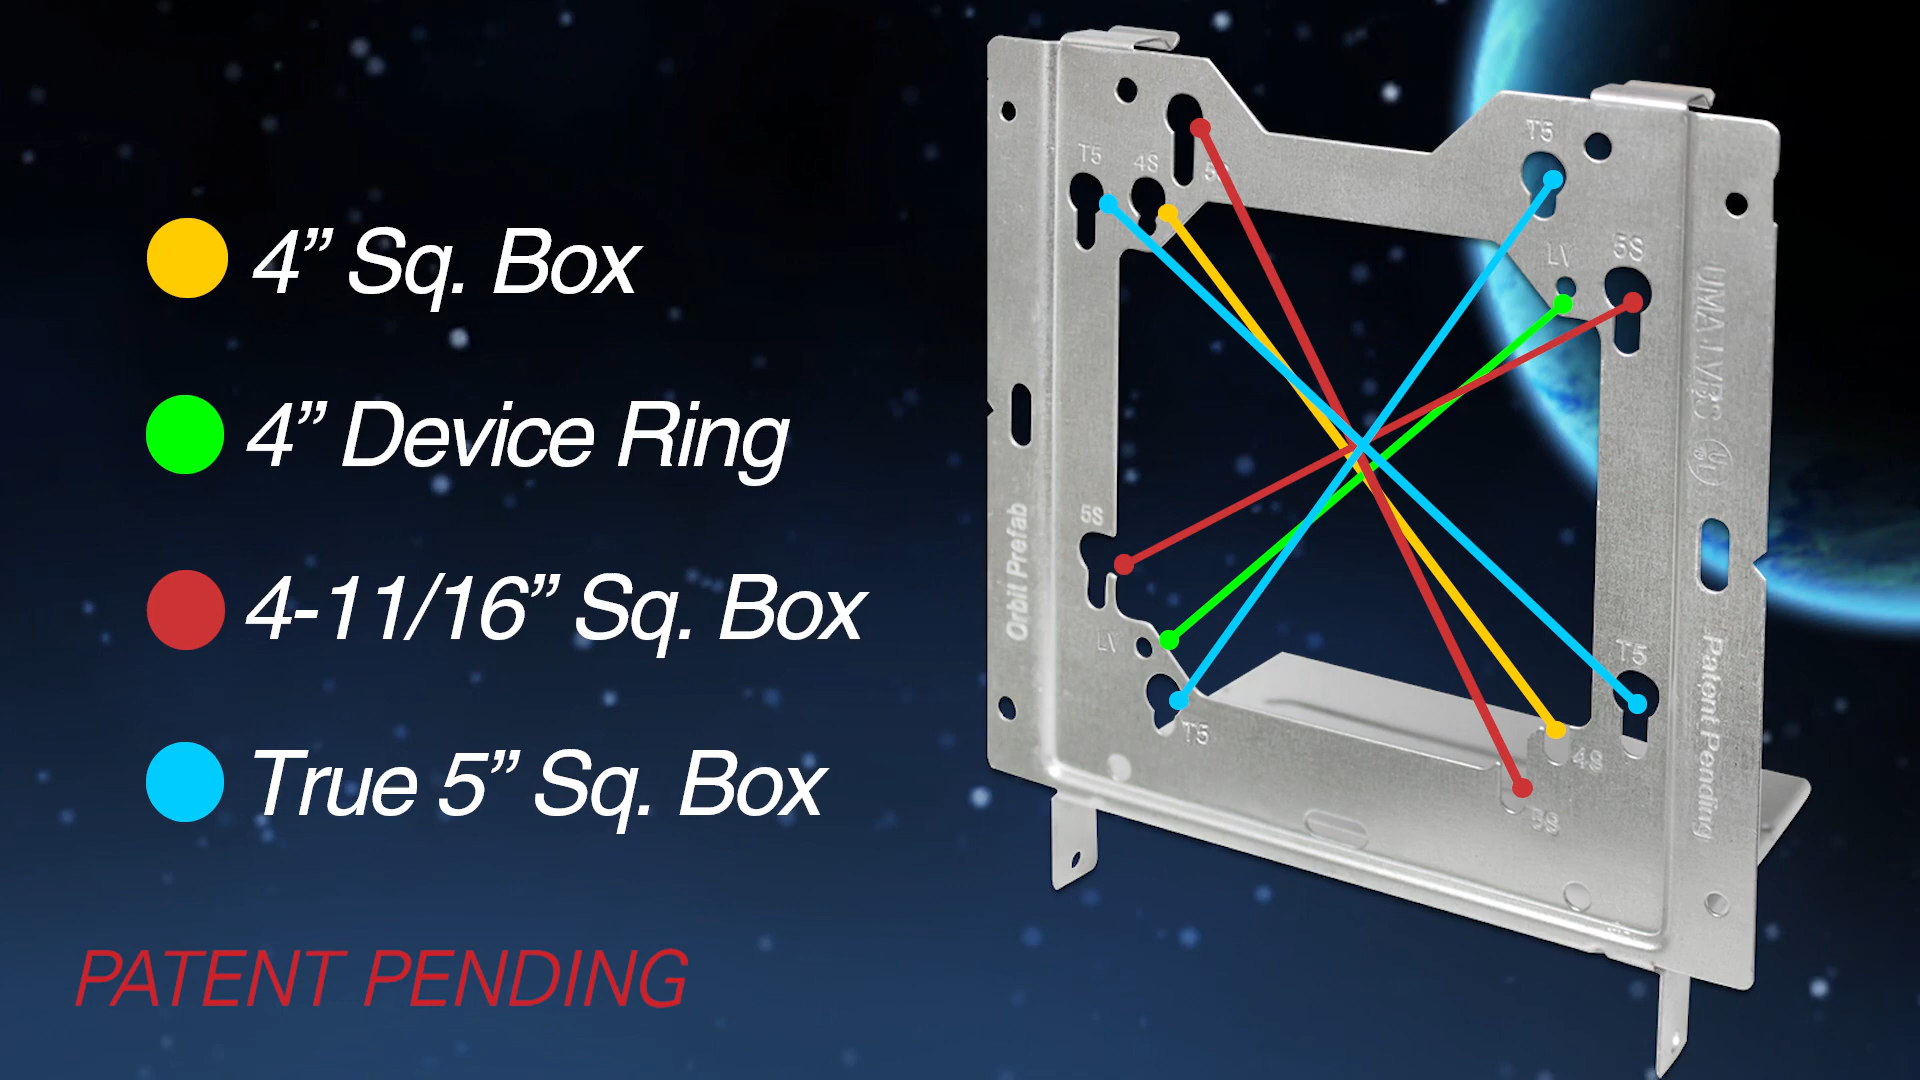 4” Sq. Box
4” Device Ring
4-11/16” Sq. Box
True 5” Sq. Box
PATENT PENDING
T5
4S
T5
LV
5S
5S
LV
T5
T5
4S
5S
Orbit Prefab
Patent Pending